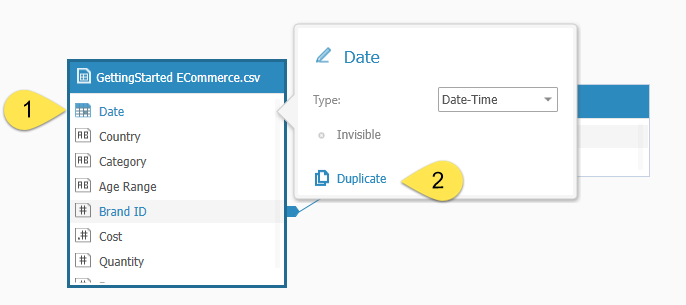 GettingStarted ECommerce.csv
1
Date
Country
Category
Age Range
Brand ID
Cost
Quantity
Date
Type:
Date-Time
Invisible
Duplicate
2